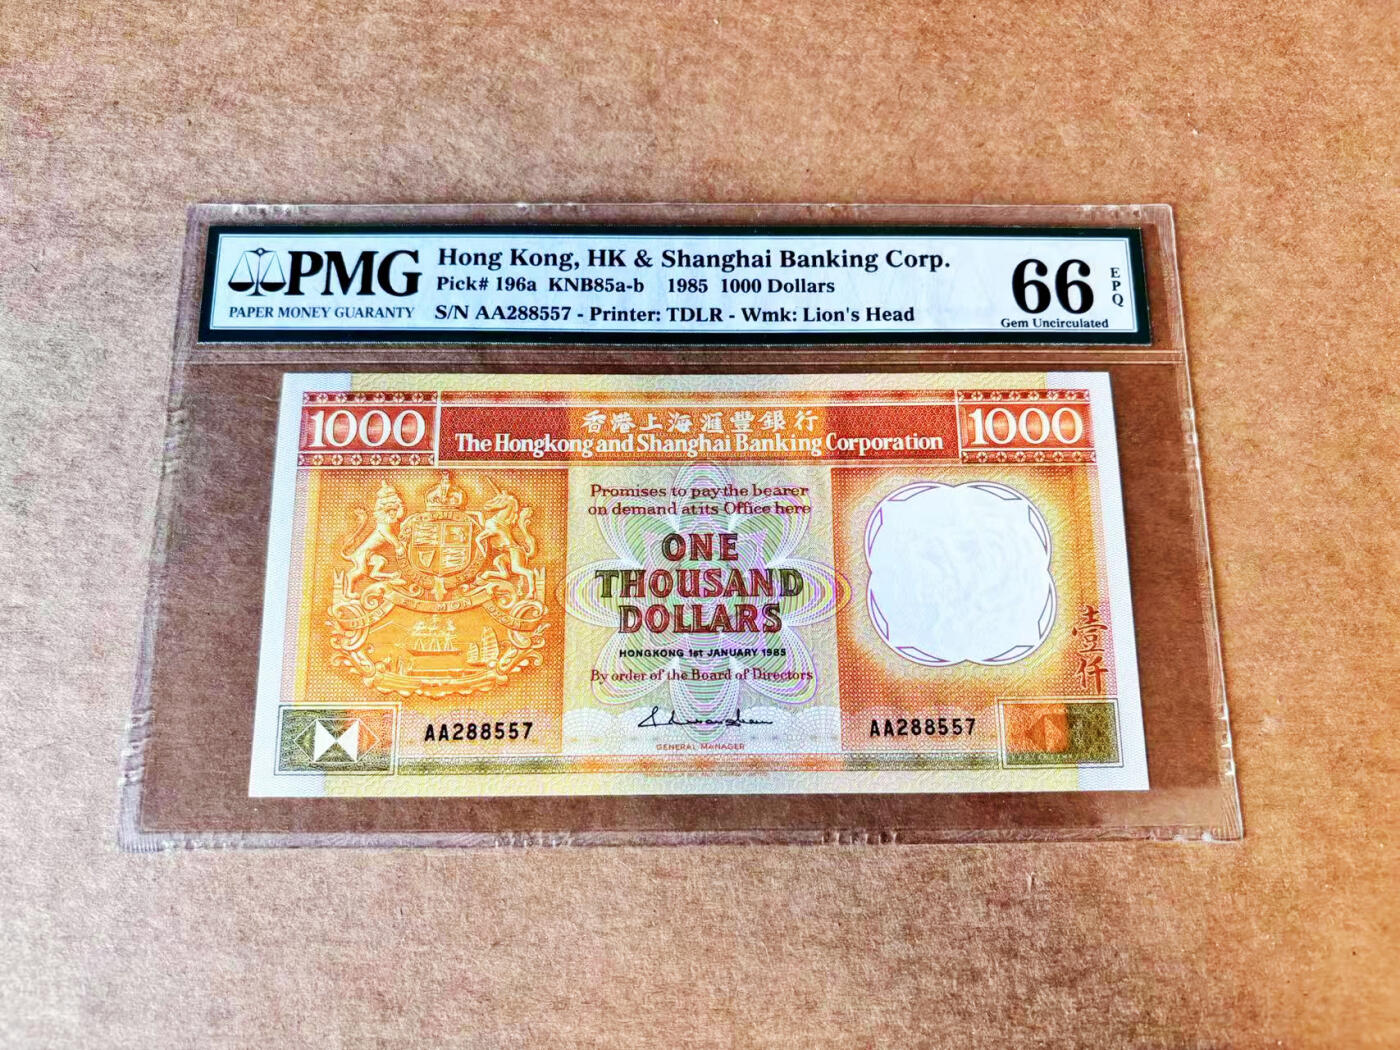 PMG
PAPER MONEY GUARANTY
Hong Kong, HK & Shanghai Banking Corp.
Pick# 196a KNB85a-b 1985 1000 Dollars
S/N AA288557 - Printer: TDLR - Wmk: Lion's Head
66
EPQ
Gem Uncirculated
1000
香港上海滙豐銀行
The Hongkong and Shanghai Banking Corporation
1000
Promises to pay the bearer
on demand at its Office here
ONE
THOUSAND
DOLLARS
HONGKONG 1st JANUARY 1985
By order of the Board of Directors
壹仟
AA288557
AA288557
GENERAL MANAGER